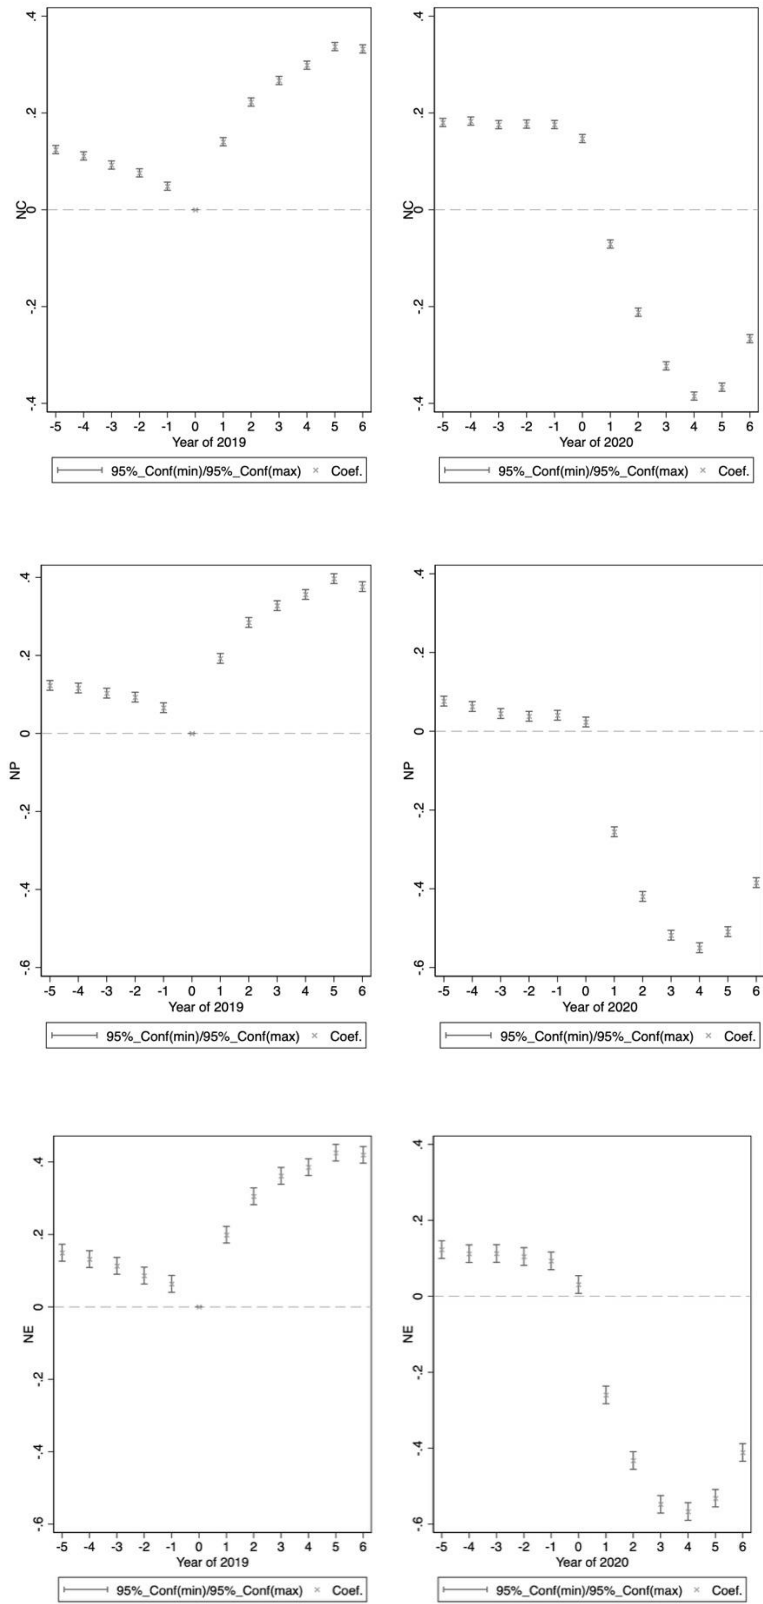 .4
.2
0
-.2
-.4
NC
-5 -4 -3 -2 -1 0 1 2 3 4 5 6
Year of 2019
95%_Conf(min)/95%_Conf(max) × Coef.
.4
.2
0
-.2
-.4
NC
-5 -4 -3 -2 -1 0 1 2 3 4 5 6
Year of 2020
95%_Conf(min)/95%_Conf(max) × Coef.
.4
.2
0
-.2
-.4
-.6
NP
-5 -4 -3 -2 -1 0 1 2 3 4 5 6
Year of 2019
95%_Conf(min)/95%_Conf(max) × Coef.
.4
.2
0
-.2
-.4
-.6
NP
-5 -4 -3 -2 -1 0 1 2 3 4 5 6
Year of 2020
95%_Conf(min)/95%_Conf(max) × Coef.
.4
.2
0
-.2
-.4
-.6
NE
-5 -4 -3 -2 -1 0 1 2 3 4 5 6
Year of 2019
95%_Conf(min)/95%_Conf(max) × Coef.
.4
.2
0
-.2
-.4
-.6
NE
-5 -4 -3 -2 -1 0 1 2 3 4 5 6
Year of 2020
95%_Conf(min)/95%_Conf(max) × Coef.